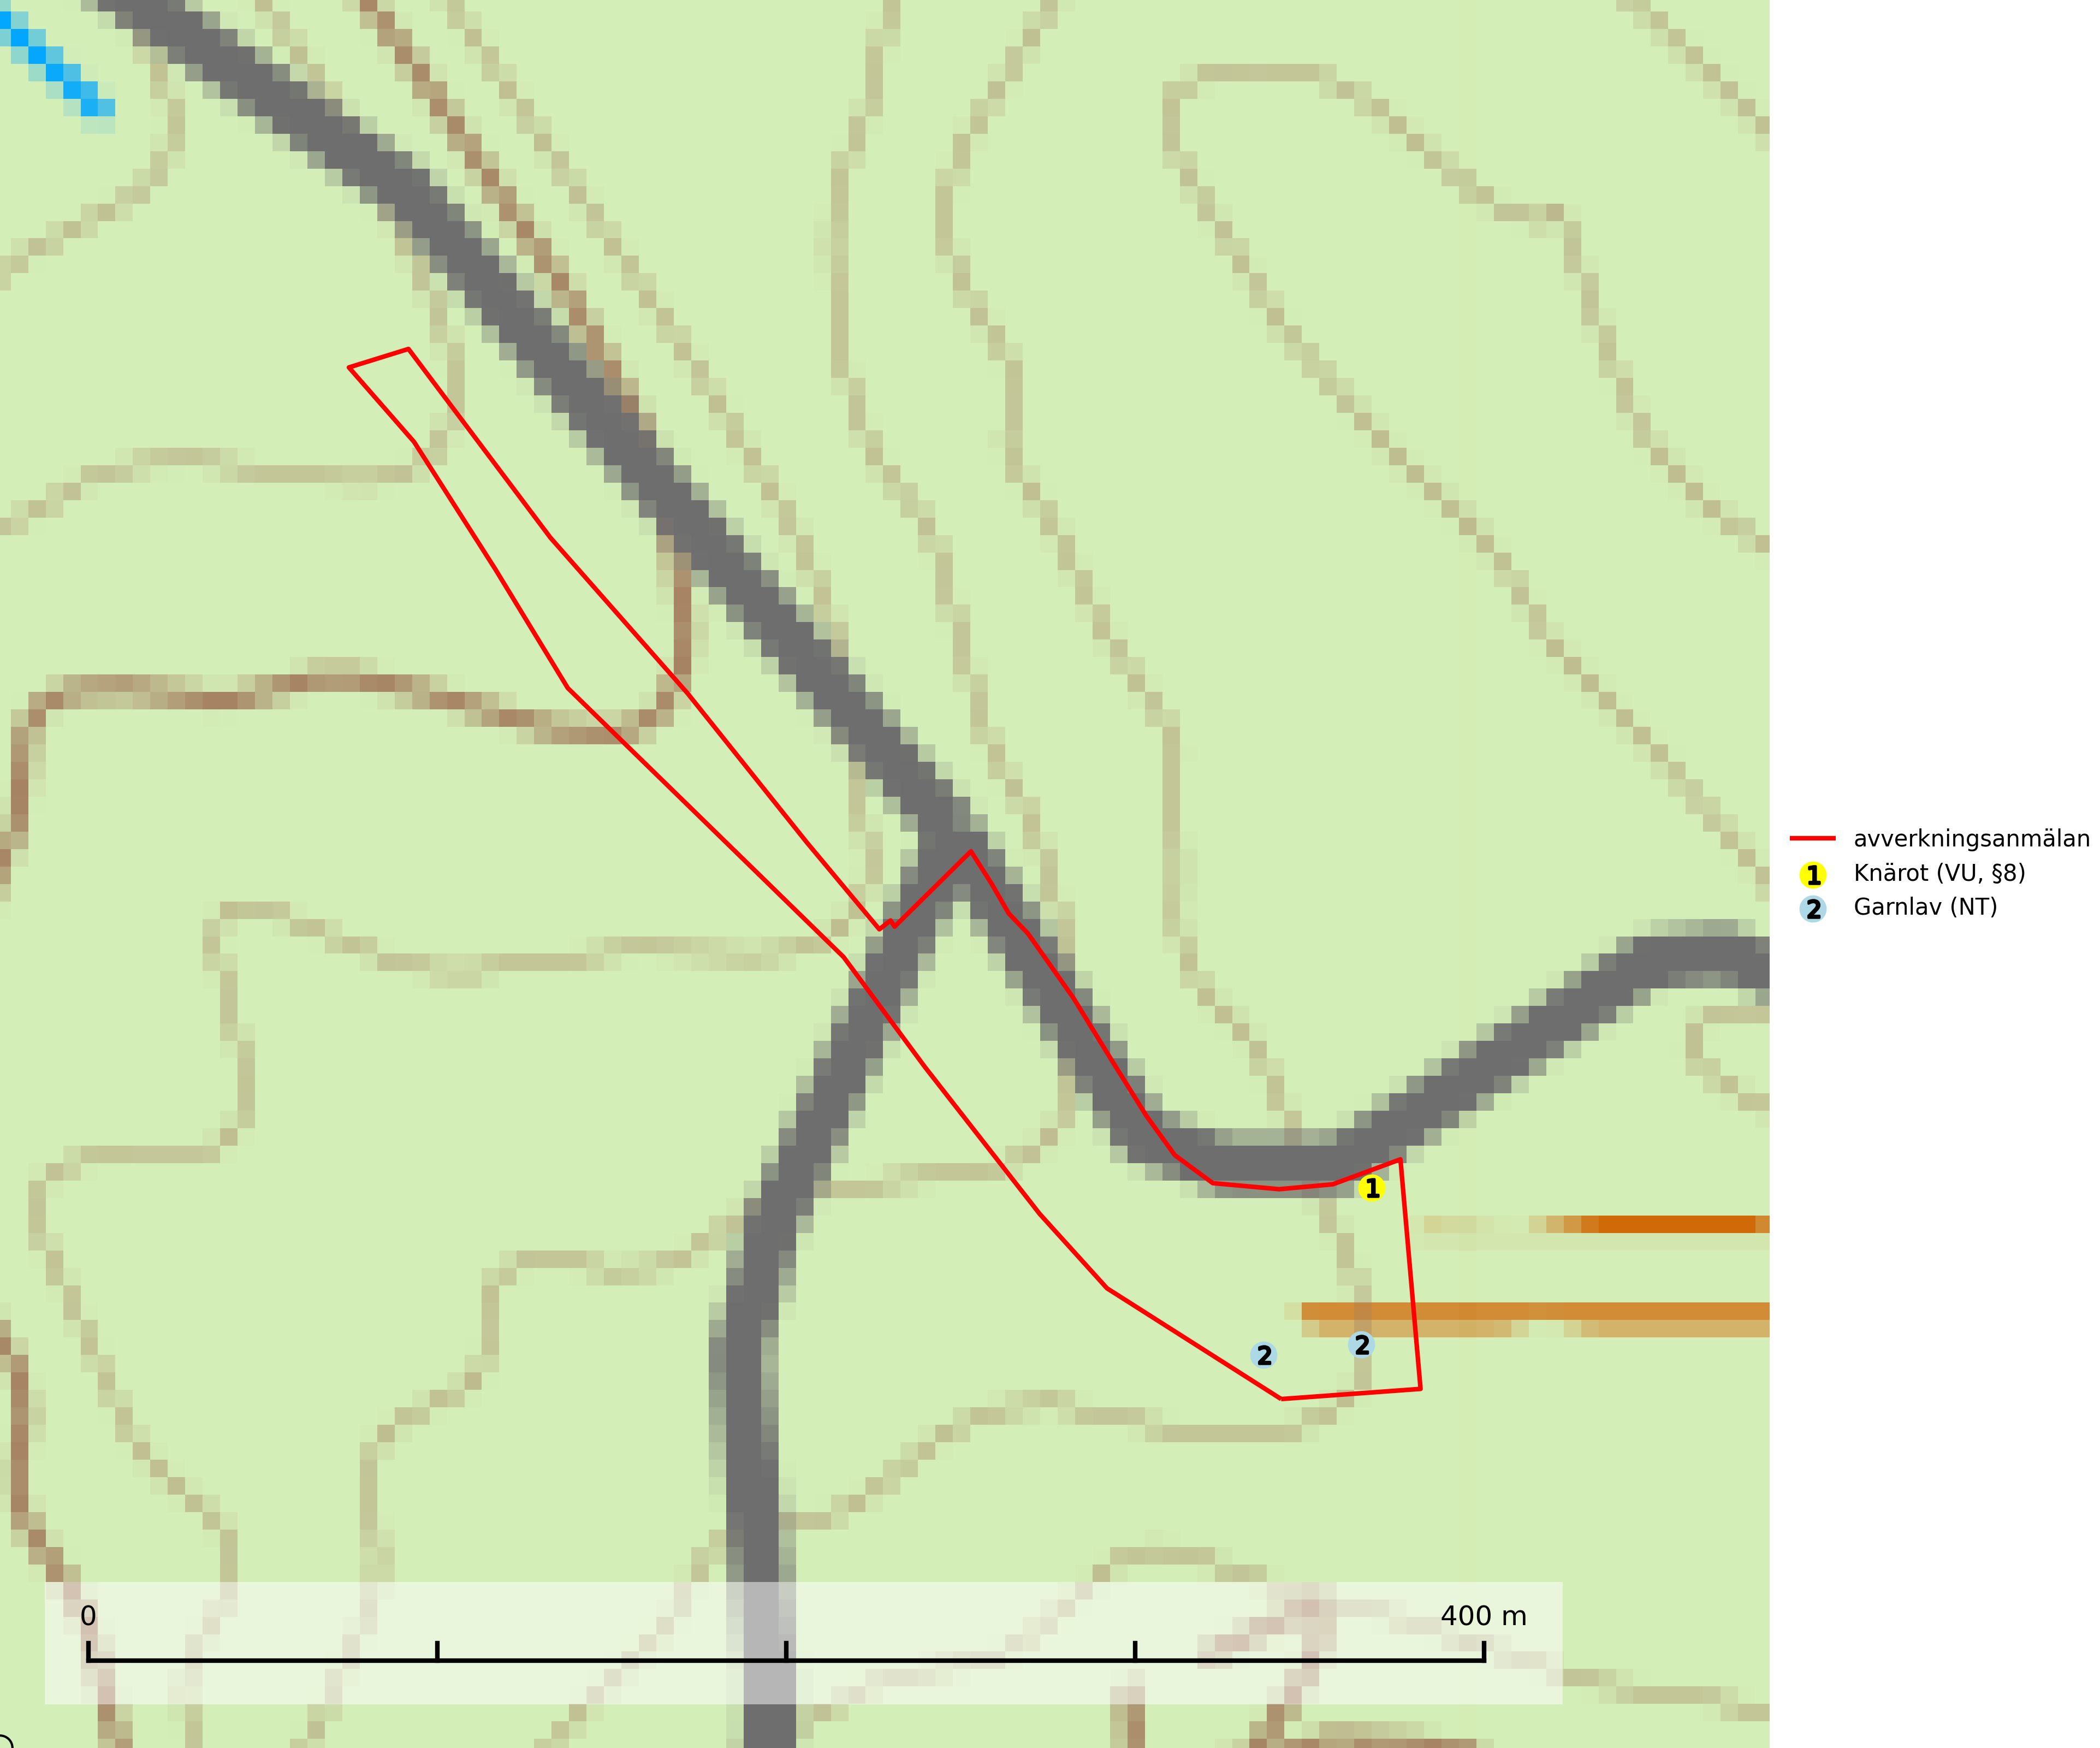 avverkningsanmälan
1 Knärot (VU, §8)
2 Garnlav (NT)
1
2
2
0 400 m